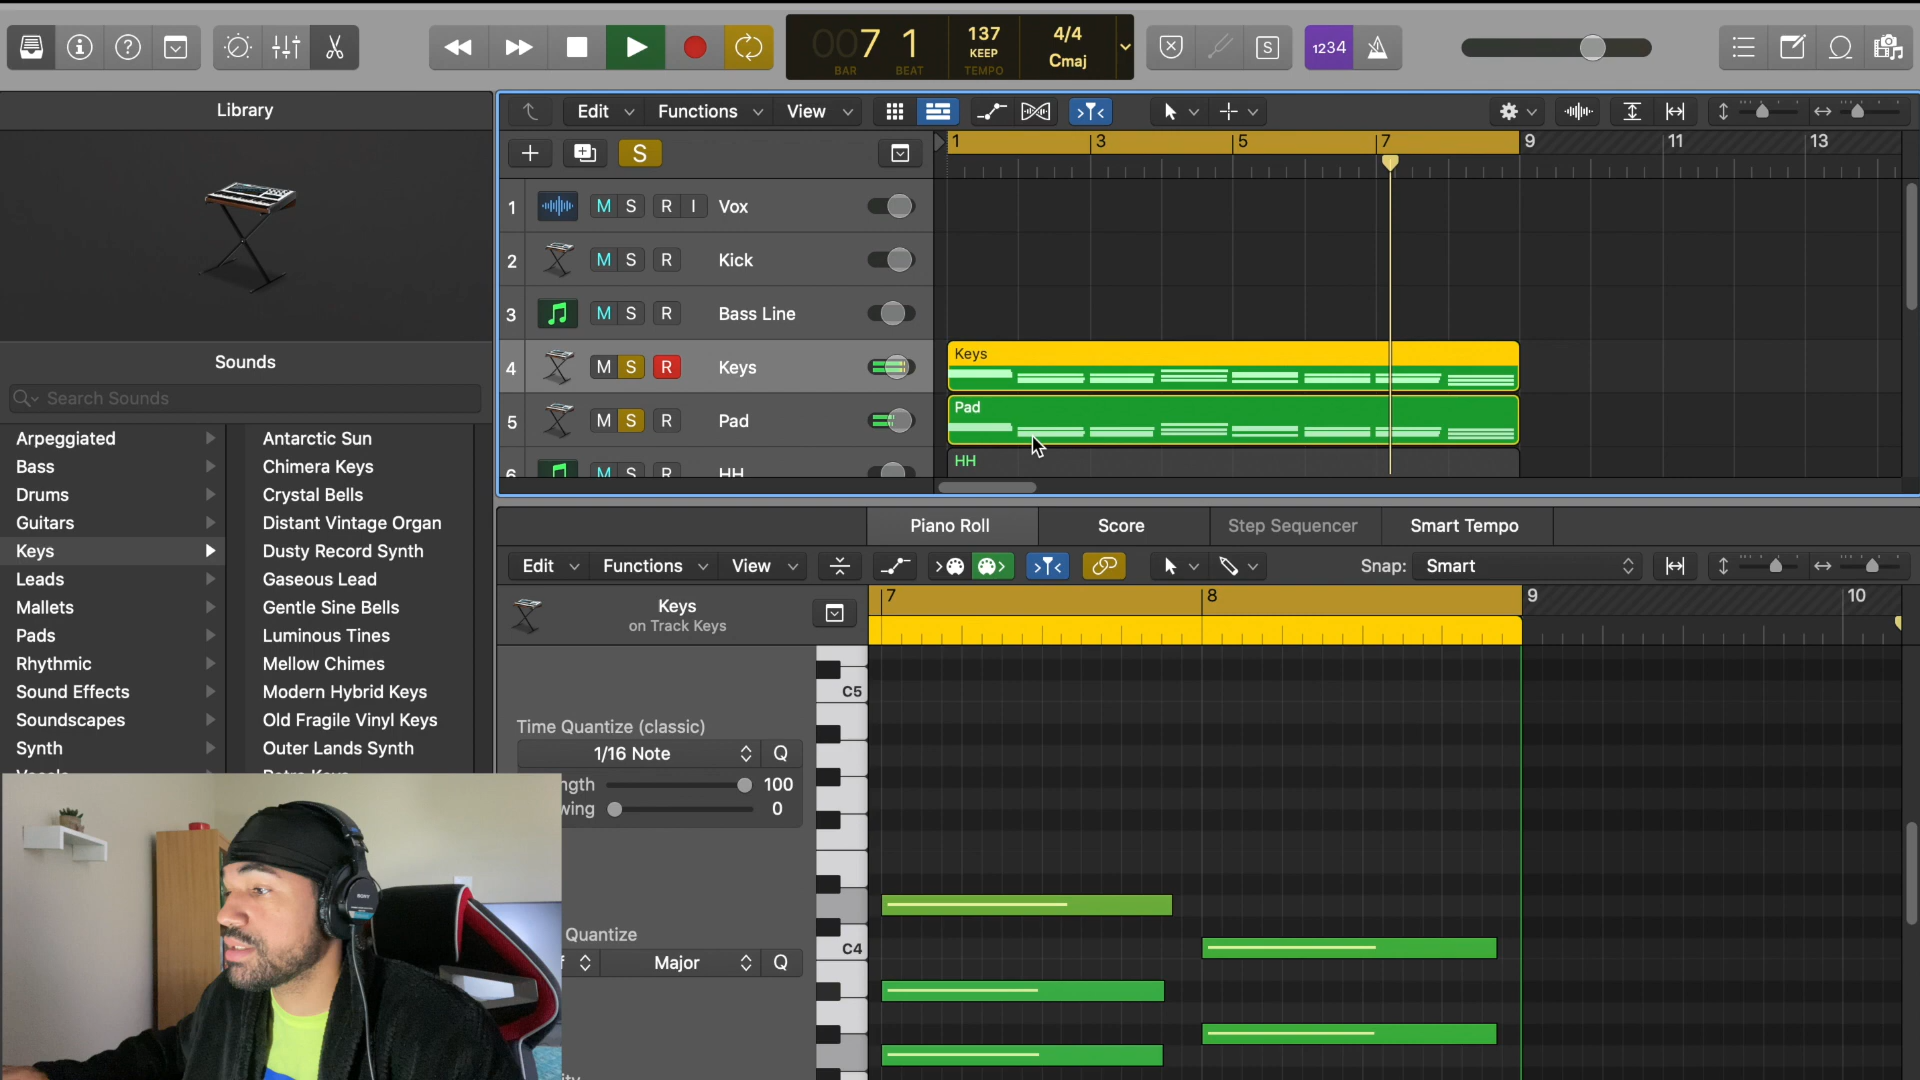 007 1
BAR BEAT
137
KEEP
TEMPO
4/4
Cmaj
S
1234
Library
Edit Functions View
S
1 3 5 7 9 11 13
1 M S R I Vox
2 M S R Kick
3 M S R Bass Line
4 M S R Keys
5 M S R Pad
6 M S R HH
Keys
Pad
HH
Sounds
Search Sounds
Arpeggiated
Bass
Drums
Guitars
Keys
Leads
Mallets
Pads
Rhythmic
Sound Effects
Soundscapes
Synth
Antarctic Sun
Chimera Keys
Crystal Bells
Distant Vintage Organ
Dusty Record Synth
Gaseous Lead
Gentle Sine Bells
Luminous Tines
Mellow Chimes
Modern Hybrid Keys
Old Fragile Vinyl Keys
Outer Lands Synth
Piano Roll Score Step Sequencer Smart Tempo
Edit Functions View
Snap: Smart
Keys
on Track Keys
7 8 9 10
Time Quantize (classic)
1/16 Note Q
ngth 100
wing 0
Quantize
Major Q
C5
C4
SONY